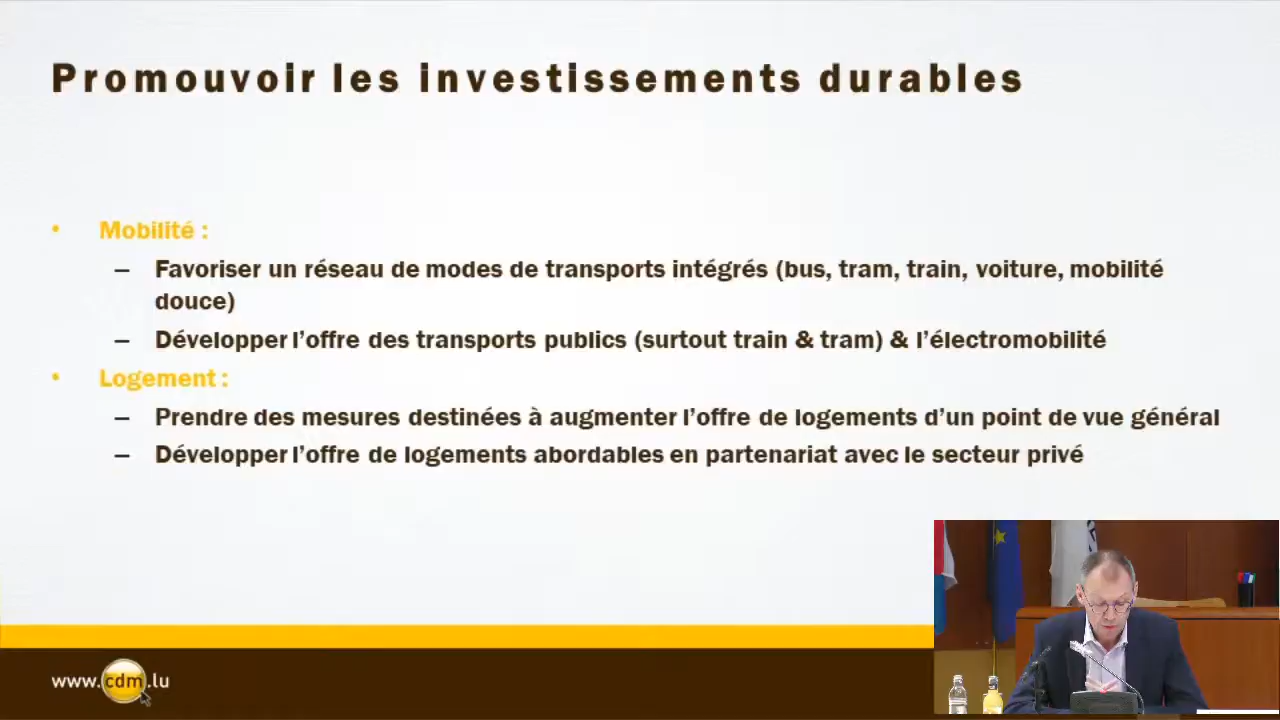 Promouvoir les investissements durables
• Mobilité :
– Favoriser un réseau de modes de transports intégrés (bus, tram, train, voiture, mobilité
douce)
– Développer l’offre des transports publics (surtout train & tram) & l’électromobilité
• Logement :
– Prendre des mesures destinées à augmenter l’offre de logements d’un point de vue général
– Développer l’offre de logements abordables en partenariat avec le secteur privé
www.cdm.lu